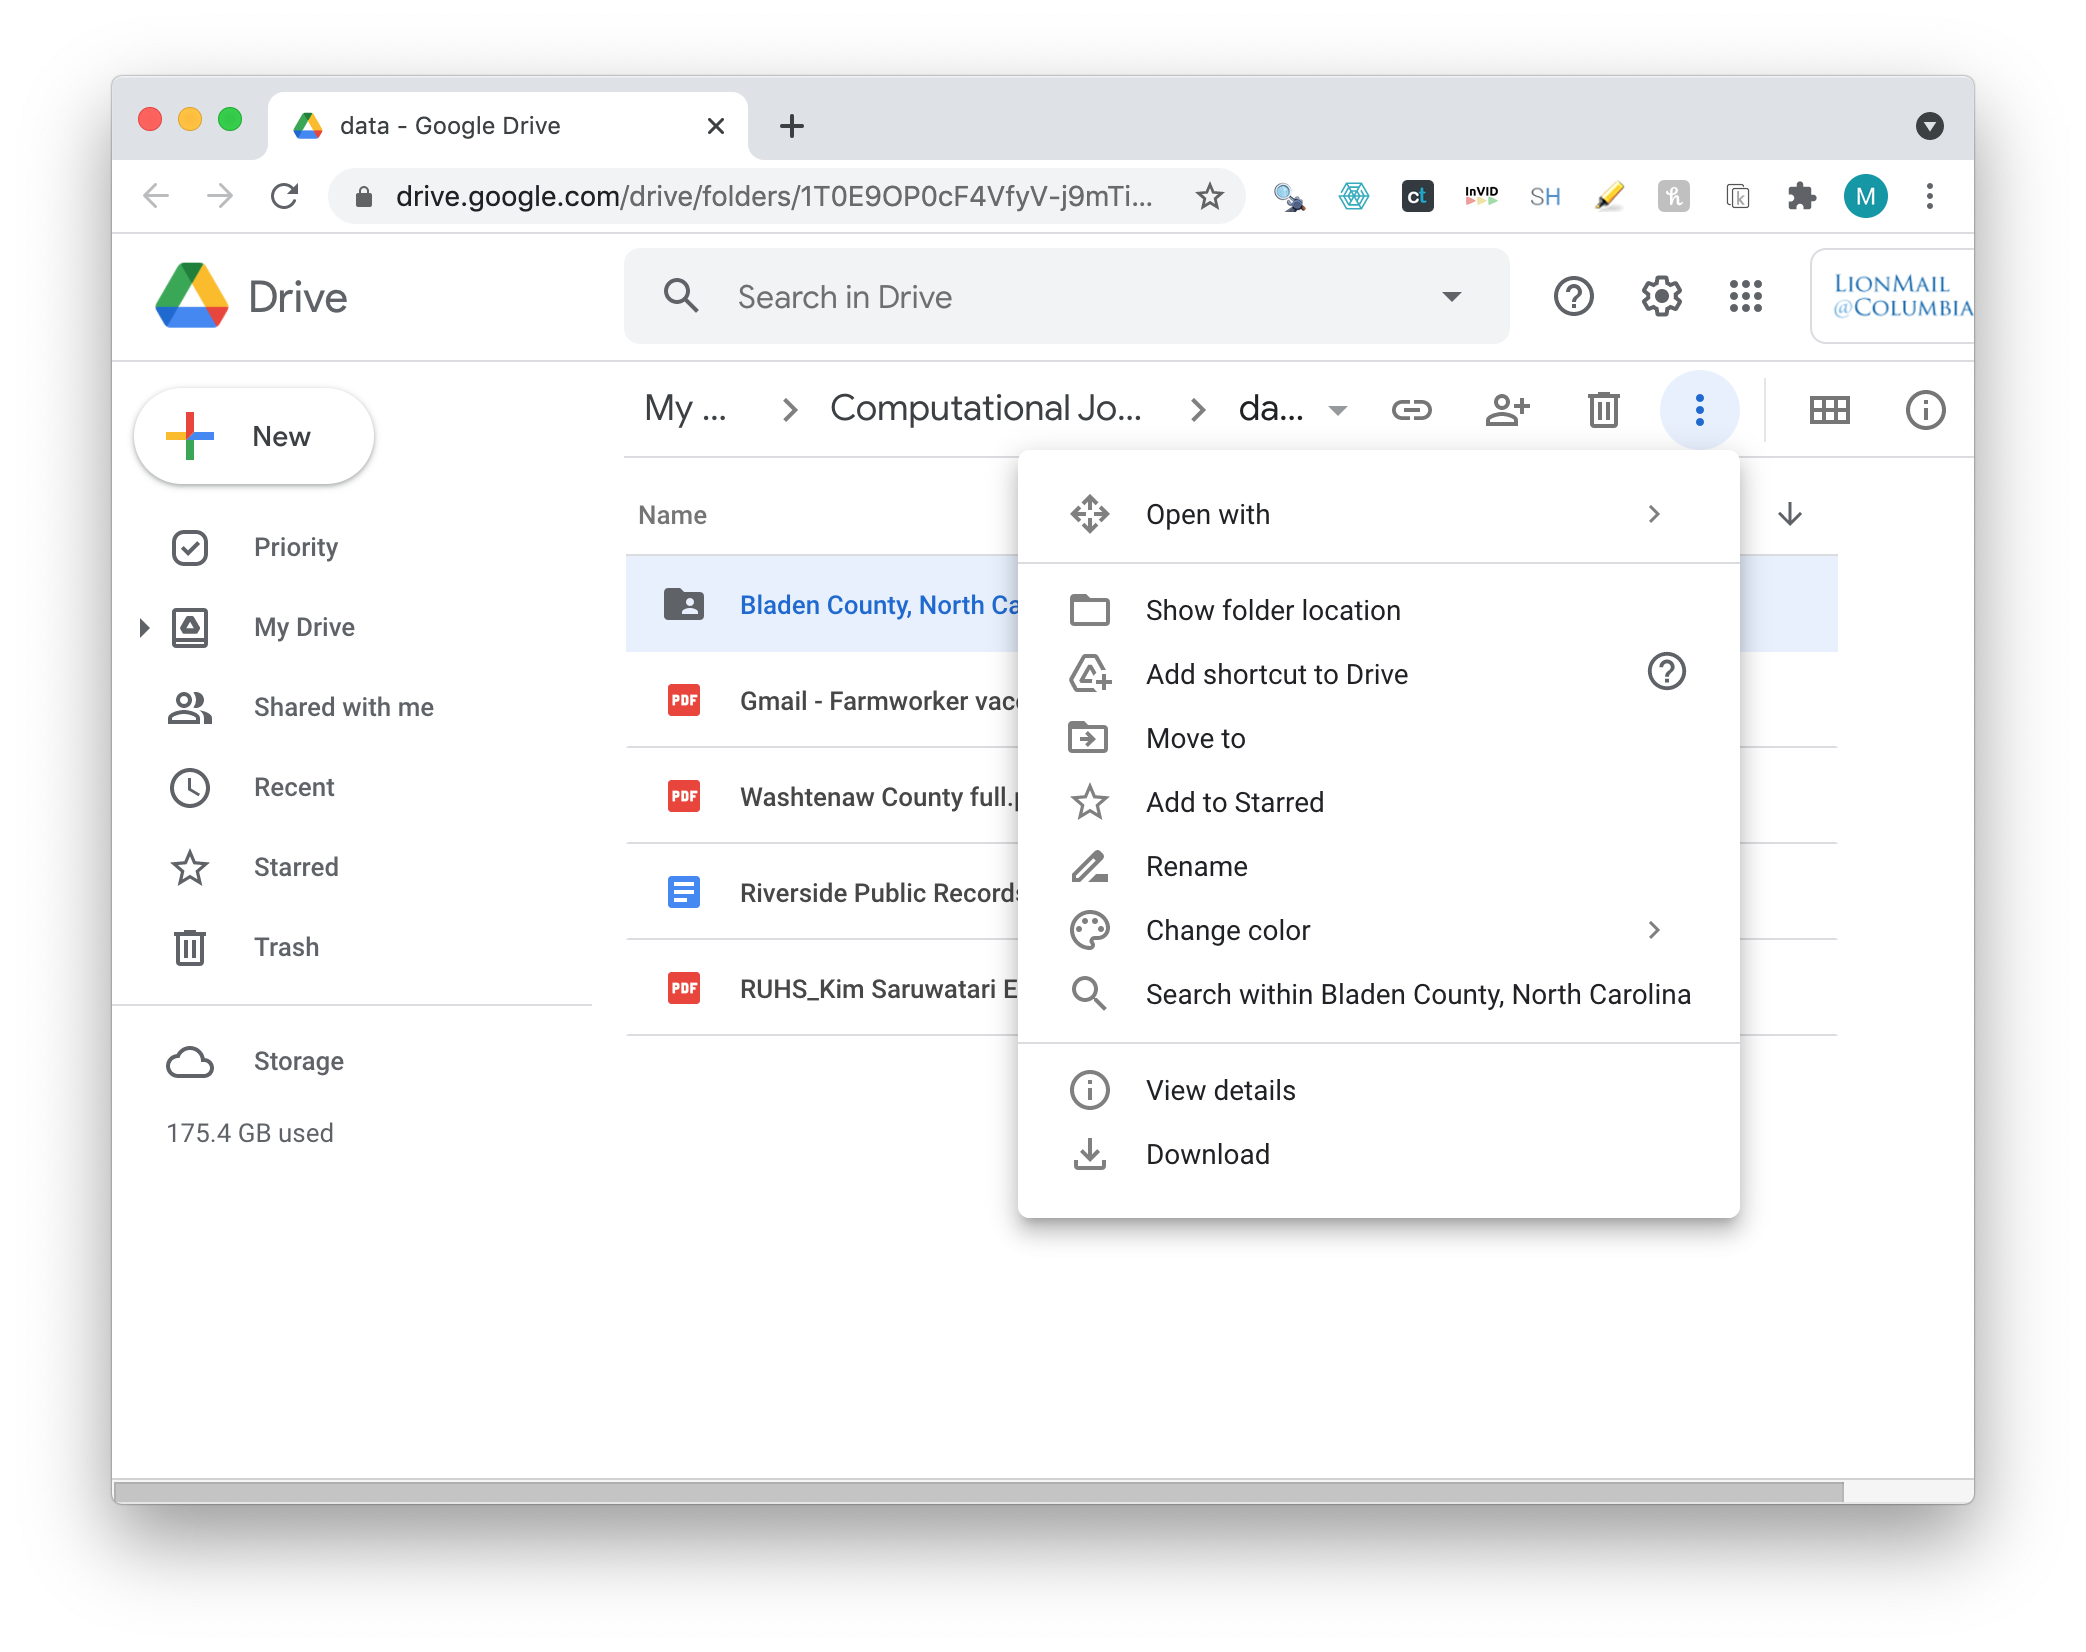 data - Google Drive
drive.google.com/drive/folders/1T0E9OP0cF4VfyV-j9mTi...
ct
InVID
SH
h
k
M
Drive
Search in Drive
LIONMAIL
@COLUMBIA
New
My ...
Computational Jo...
da...
Priority
My Drive
Shared with me
Recent
Starred
Trash
Storage
175.4 GB used
Name
Bladen County, North Ca
PDF
Gmail - Farmworker vacc
PDF
Washtenaw County full.p
Riverside Public Records
PDF
RUHS_Kim Saruwatari E
Open with
Show folder location
Add shortcut to Drive
Move to
Add to Starred
Rename
Change color
Search within Bladen County, North Carolina
View details
Download